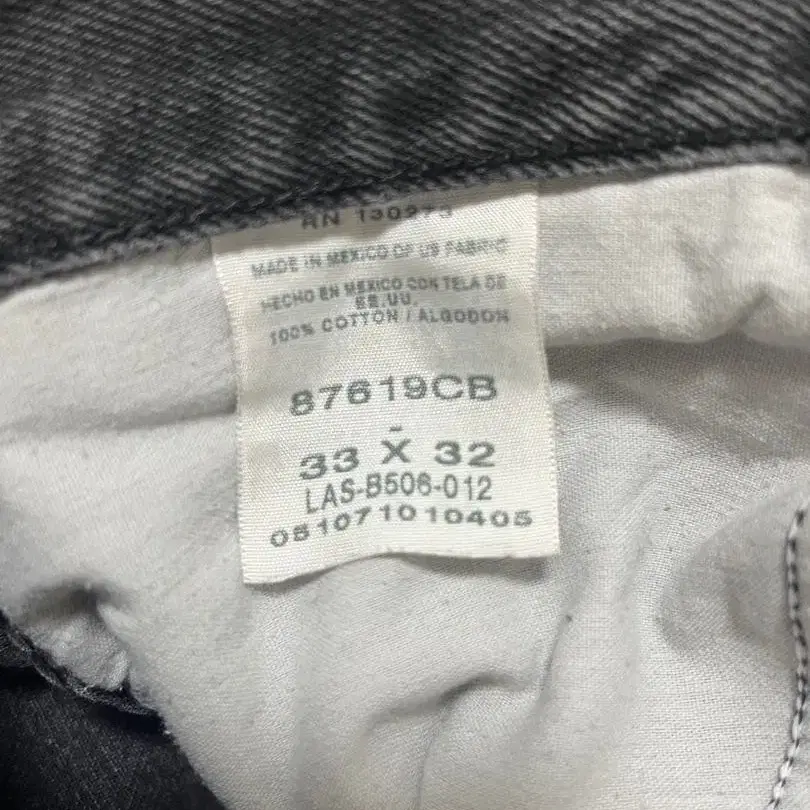 RN 130273
MADE IN MEXICO OF US FABRIC
HECHO EN MEXICO CON TELA DE
EE.UU.
100% COTTON / ALGODON
87619CB
-
33 X 32
LAS-B506-012
081071010405